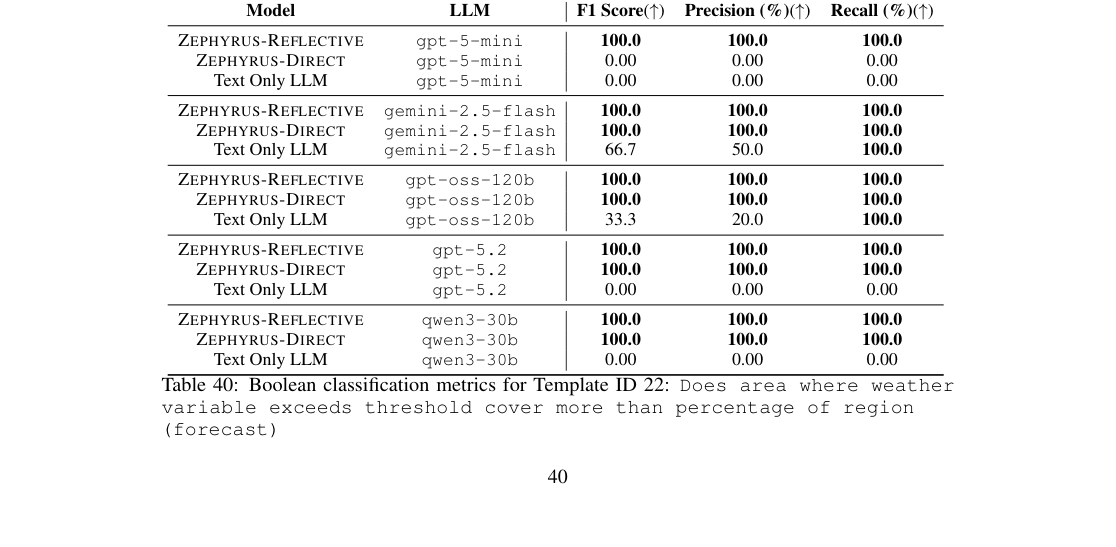 Model LLM F1 Score(↑) Precision (%)(↑) Recall (%)(↑)
ZEPHYRUS-REFLECTIVE gpt-5-mini 100.0 100.0 100.0
ZEPHYRUS-DIRECT gpt-5-mini 0.00 0.00 0.00
Text Only LLM gpt-5-mini 0.00 0.00 0.00
ZEPHYRUS-REFLECTIVE gemini-2.5-flash 100.0 100.0 100.0
ZEPHYRUS-DIRECT gemini-2.5-flash 100.0 100.0 100.0
Text Only LLM gemini-2.5-flash 66.7 50.0 100.0
ZEPHYRUS-REFLECTIVE gpt-oss-120b 100.0 100.0 100.0
ZEPHYRUS-DIRECT gpt-oss-120b 100.0 100.0 100.0
Text Only LLM gpt-oss-120b 33.3 20.0 100.0
ZEPHYRUS-REFLECTIVE gpt-5.2 100.0 100.0 100.0
ZEPHYRUS-DIRECT gpt-5.2 100.0 100.0 100.0
Text Only LLM gpt-5.2 0.00 0.00 0.00
ZEPHYRUS-REFLECTIVE qwen3-30b 100.0 100.0 100.0
ZEPHYRUS-DIRECT qwen3-30b 100.0 100.0 100.0
Text Only LLM qwen3-30b 0.00 0.00 0.00
Table 40: Boolean classification metrics for Template ID 22: Does area where weather
variable exceeds threshold cover more than percentage of region
(forecast)
40